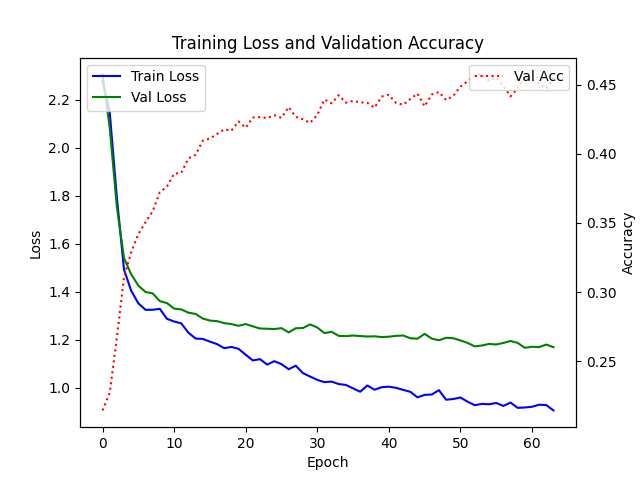 Training Loss and Validation Accuracy
Train Loss
Val Loss
Val Acc
2.2
2.0
1.8
1.6
1.4
1.2
1.0
Loss
0.45
0.40
0.35
0.30
0.25
Accuracy
0 10 20 30 40 50 60
Epoch